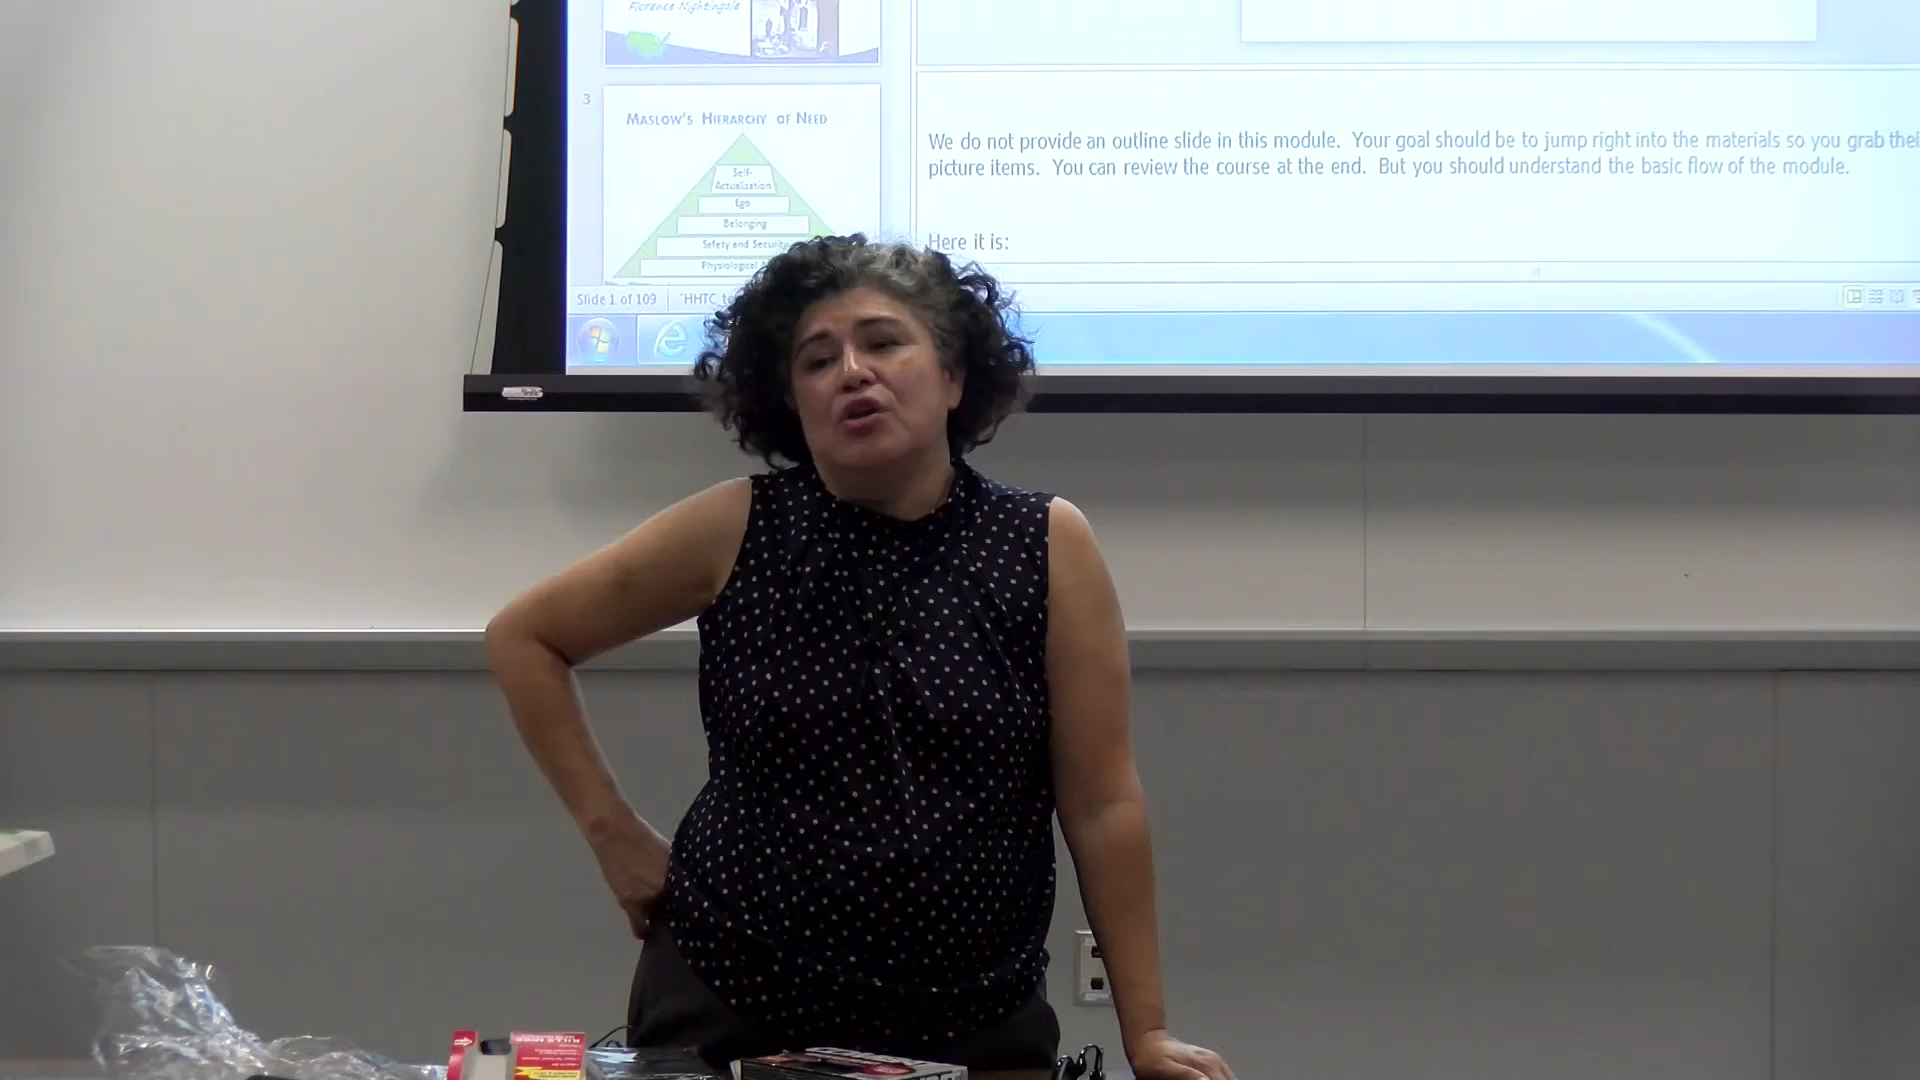 Florence Nightingale
3
MASLOW'S HIERARCHY OF NEED
Self-
Actualization
Ego
Belonging
Safety and Security
Physiological
We do not provide an outline slide in this module. Your goal should be to jump right into the materials so you grab thei
picture items. You can review the course at the end. But you should understand the basic flow of the module.
Here it is:
Slide 1 of 109
"HHTC